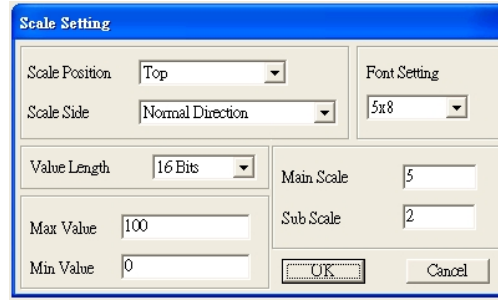 Scale Setting
Scale Position Top
Font Setting
Scale Side Normal Direction
5x8
Value Length 16 Bits
Main Scale 5
Sub Scale 2
Max Value 100
Min Value 0
OK Cancel